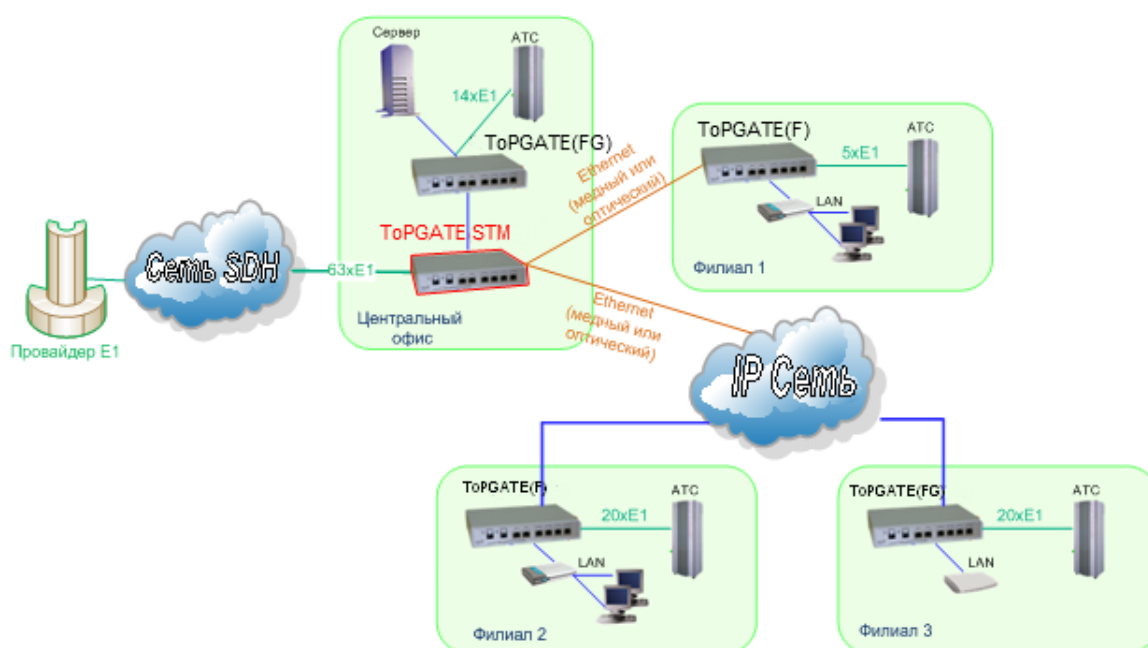 Сервер
АТС
14xE1
ToPGATE(FG)
ToPGATE STM
63xE1
Центральный
офис
Сеть SDH
Провайдер E1
Ethernet
(медный или
оптический)
ToPGATE(F)
АТС
5xE1
LAN
Филиал 1
Ethernet
(медный или
оптический)
IP Сеть
ToPGATE(F)
АТС
20xE1
LAN
Филиал 2
ToPGATE(FG)
АТС
20xE1
LAN
Филиал 3